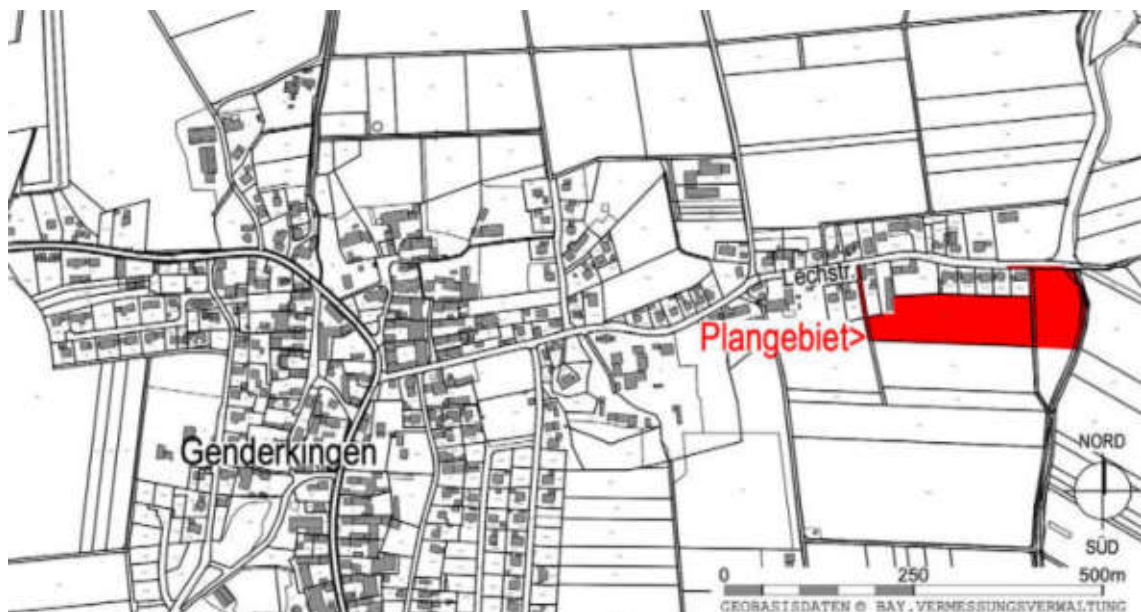 Lechstr.
Plangebiet>
Genderkingen
NORD
SÜD
0 250 500m
GEOBASISDATEN © BAY. VERMESSUNGSVERWALTUNG